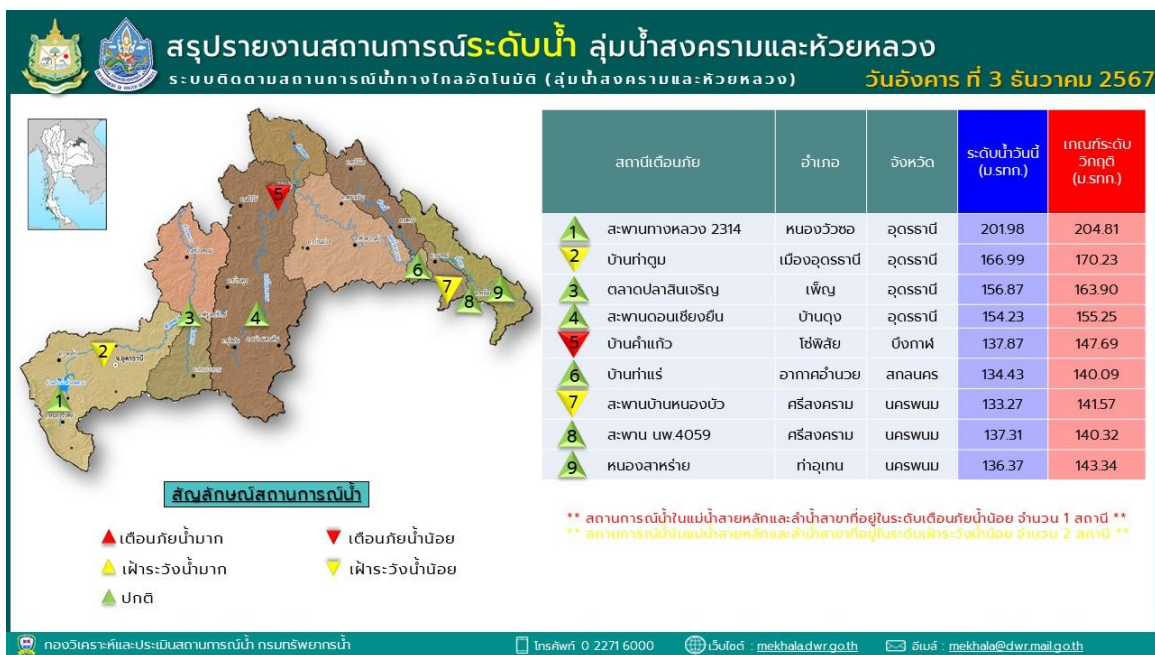 สรุปรายงานสถานการณ์ระดับน้ำ ลุ่มน้ำสงครามและห้วยหลวง
ระบบติดตามสถานการณ์น้ำทางไกลอัตโนมัติ (ลุ่มน้ำสงครามและห้วยหลวง) วันอังคาร ที่ 3 ธันวาคม 2567
สถานีเตือนภัย อำเภอ จังหวัด ระดับน้ำวันนี้ (ม.รทก.) เกณฑ์ระดับวิกฤติ (ม.รทก.)
1 สะพานทางหลวง 2314 หนองวัวซอ อุดรธานี 201.98 204.81
2 บ้านท่าตูม เมืองอุดรธานี อุดรธานี 166.99 170.23
3 ตลาดปลาสินเจริญ เพ็ญ อุดรธานี 156.87 163.90
4 สะพานดอนเชียงยืน บ้านดุง อุดรธานี 154.23 155.25
5 บ้านคำแก้ว โซ่พิสัย บึงกาฬ 137.87 147.69
6 บ้านท่าแร่ อากาศอำนวย สกลนคร 134.43 140.09
7 สะพานบ้านหนองบัว ศรีสงคราม นครพนม 133.27 141.57
8 สะพาน นพ.4059 ศรีสงคราม นครพนม 137.31 140.32
9 หนองสาหร่าย ท่าอุเทน นครพนม 136.37 143.34
5
6
7
8
9
3
4
2
จ.อุดรธานี
1
สัญลักษณ์สถานการณ์น้ำ
เตือนภัยน้ำมาก เตือนภัยน้ำน้อย
เฝ้าระวังน้ำมาก เฝ้าระวังน้ำน้อย
ปกติ
** สถานการณ์น้ำในแม่น้ำสายหลักและลำน้ำสาขาที่อยู่ในระดับเตือนภัยน้ำน้อย จำนวน 1 สถานี **
** สถานการณ์น้ำในแม่น้ำสายหลักและลำน้ำสาขาที่อยู่ในระดับเฝ้าระวังน้ำน้อย จำนวน 2 สถานี **
กองวิเคราะห์และประเมินสถานการณ์น้ำ กรมทรัพยากรน้ำ โทรศัพท์ 0 2271 6000 เว็บไซต์ : mekhala.dwr.go.th อีเมล์ : mekhala@dwr.mail.go.th